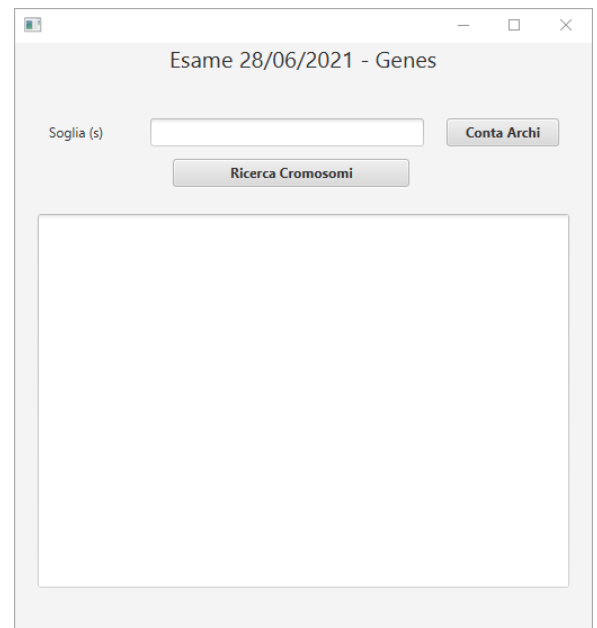 Esame 28/06/2021 - Genes
Soglia (s) Conta Archi
Ricerca Cromosomi